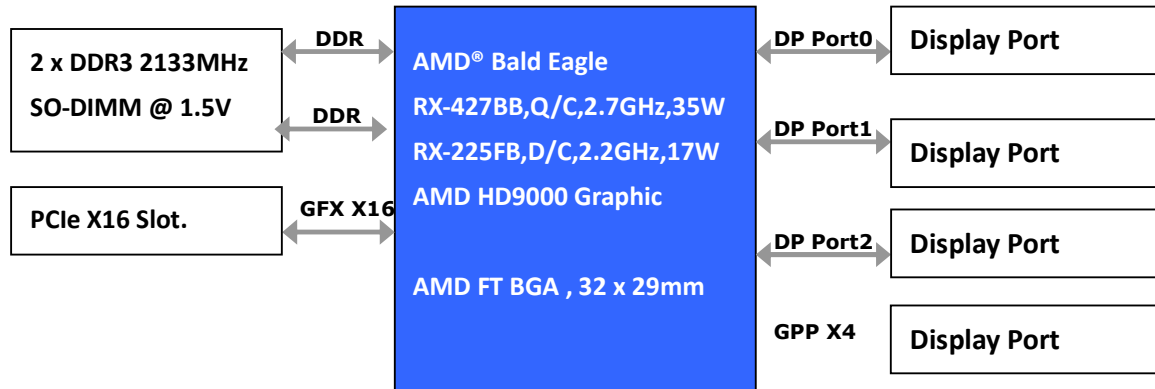 2 x DDR3 2133MHz
SO-DIMM @ 1.5V
DDR
DDR
PCIe X16 Slot.
GFX X16
AMD® Bald Eagle
RX-427BB,Q/C,2.7GHz,35W
RX-225FB,D/C,2.2GHz,17W
AMD HD9000 Graphic
AMD FT BGA , 32 x 29mm
DP Port0
Display Port
DP Port1
Display Port
DP Port2
Display Port
GPP X4
Display Port